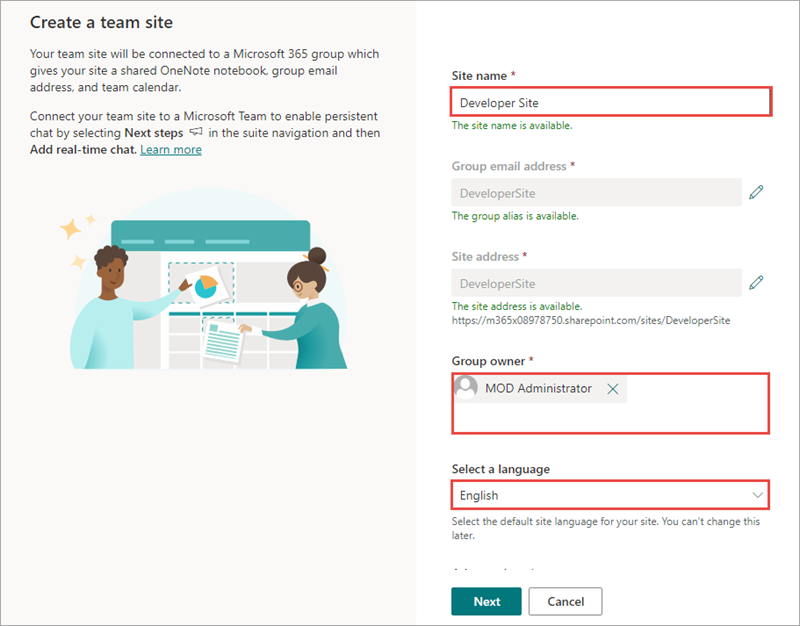 Create a team site
Your team site will be connected to a Microsoft 365 group which
gives your site a shared OneNote notebook, group email
address, and team calendar.
Connect your team site to a Microsoft Team to enable persistent
chat by selecting Next steps in the suite navigation and then
Add real-time chat. Learn more
Site name *
Developer Site
The site name is available.
Group email address *
DeveloperSite
The group alias is available.
Site address *
DeveloperSite
The site address is available.
https://m365x08978750.sharepoint.com/sites/DeveloperSite
Group owner *
MOD Administrator
Select a language
English
Select the default site language for your site. You can't change this
later.
Next
Cancel